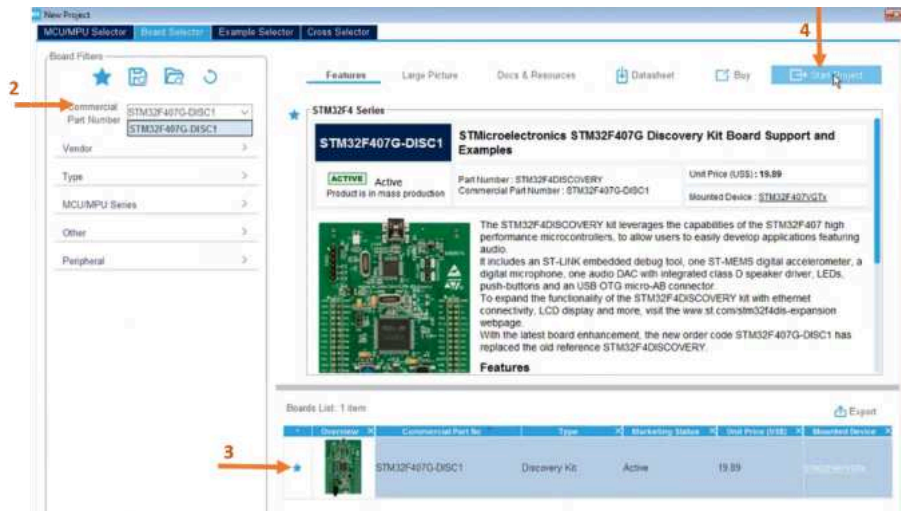 New Project
MCU/MPU Selector Board Selector Example Selector Cross Selector
4
Board Filters
2
Commercial
Part Number
STM32F407G-DISC1
STM32F407G-DISC1
Vendor
Type
MCU/MPU Series
Other
Peripheral
Features Large Picture Docs & Resources Datasheet Buy Start Project
STM32F4 Series
STM32F407G-DISC1
STMicroelectronics STM32F407G Discovery Kit Board Support and
Examples
ACTIVE Active
Product is in mass production
Part Number : STM32F4DISCOVERY
Commercial Part Number : STM32F407G-DISC1
Unit Price (US$) : 19.89
Mounted Device : STM32F407VGTx
The STM32F4DISCOVERY kit leverages the capabilities of the STM32F407 high
performance microcontrollers, to allow users to easily develop applications featuring
audio.
It includes an ST-LINK embedded debug tool, one ST-MEMS digital accelerometer, a
digital microphone, one audio DAC with integrated class D speaker driver, LEDs,
push-buttons and an USB OTG micro-AB connector.
To expand the functionality of the STM32F4DISCOVERY kit with ethernet
connectivity, LCD display and more, visit the www.st.com/stm32f4dis-expansion
webpage.
With the latest board enhancement, the new order code STM32F407G-DISC1 has
replaced the old reference STM32F4DISCOVERY.
Features
Boards List: 1 item
Export
* Overview Commercial Part No Type Marketing Status Unit Price (US$) Mounted Device
3
STM32F407G-DISC1 Discovery Kit Active 19.89